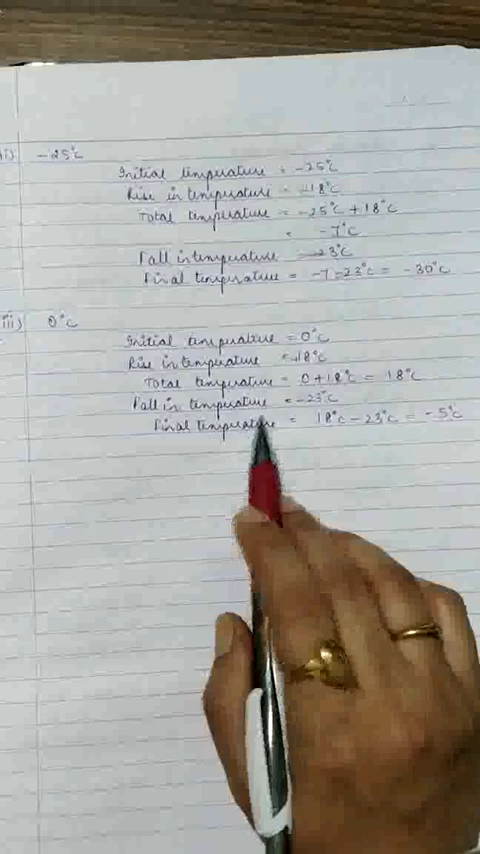 ii) -25°C
Initial temperature = -25°C
Rise in temperature = 18°C
Total temperature = -25°C + 18°C
= -7°C
Fall in temperature = -23°C
Final temperature = -7-23°C = -30°C
iii) 0°C
Initial temperature = 0°C
Rise in temperature = 18°C
Total temperature = 0+18°C = 18°C
Fall in temperature = -23°C
Final temperature = 18°C - 23°C = -5°C